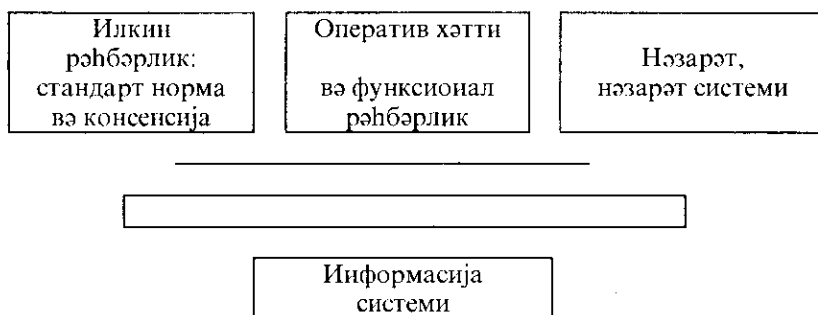 Илкин
рәһбәрлик:
стандарт норма
вә консенсија
Оператив хәтти
вә функсионал
рәһбәрлик
Нәзарәт,
нәзарәт системи
Информасија
системи